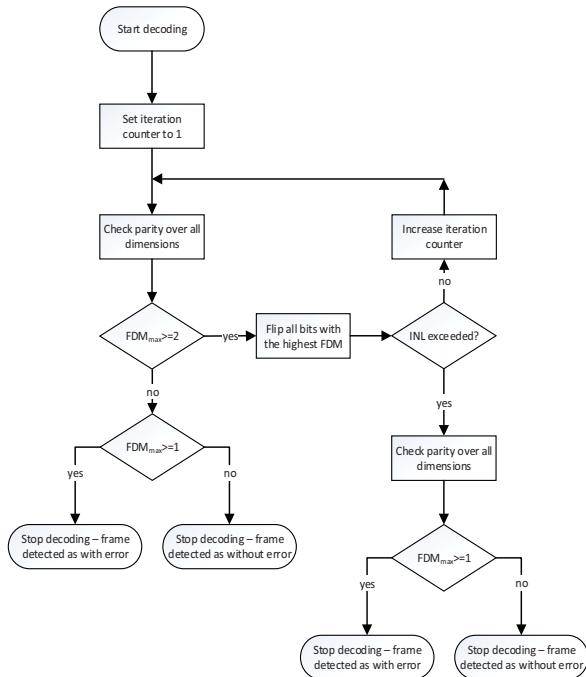 Start decoding
Set iteration
counter to 1
Check parity over all
dimensions
Increase iteration
counter
no
FDMmax>=2
yes
Flip all bits with
the highest FDM
INL exceeded?
no
yes
FDMmax>=1
yes
no
Check parity over all
dimensions
Stop decoding – frame
detected as with error
Stop decoding – frame
detected as without error
FDMmax>=1
yes
no
Stop decoding – frame
detected as with error
Stop decoding – frame
detected as without error